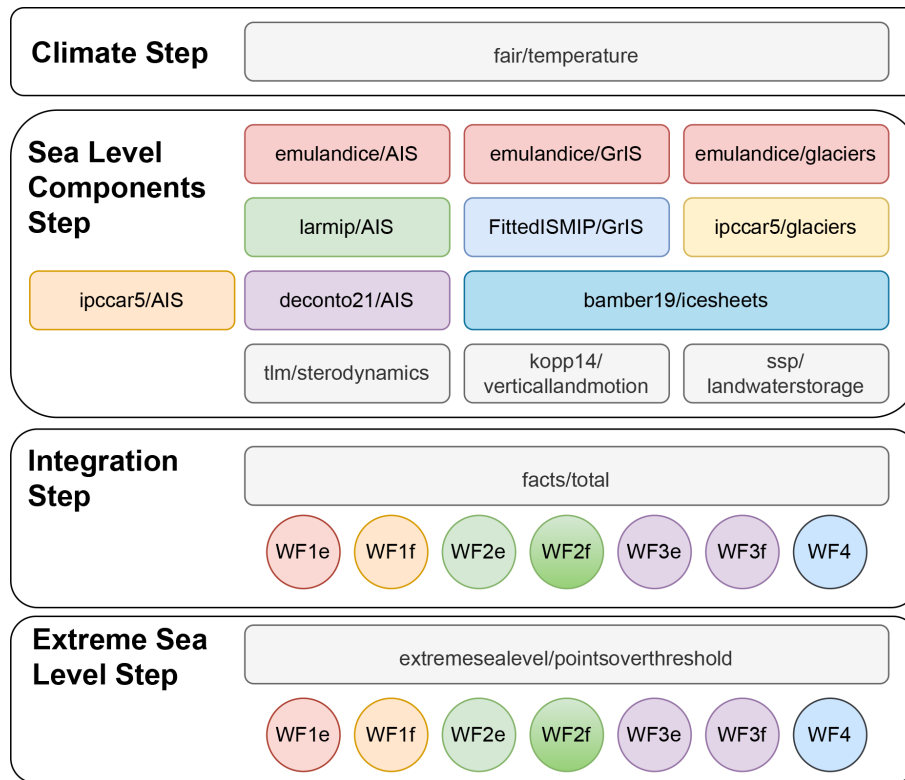 Climate Step
fair/temperature
Sea Level
Components
Step
emulandice/AIS
emulandice/GrIS
emulandice/glaciers
larmip/AIS
FittedISMIP/GrIS
ipccar5/glaciers
ipccar5/AIS
deconto21/AIS
bamber19/icesheets
tlm/sterodynamics
kopp14/
verticallandmotion
ssp/
landwaterstorage
Integration
Step
facts/total
WF1e
WF1f
WF2e
WF2f
WF3e
WF3f
WF4
Extreme Sea
Level Step
extremesealevel/pointsoverthreshold
WF1e
WF1f
WF2e
WF2f
WF3e
WF3f
WF4